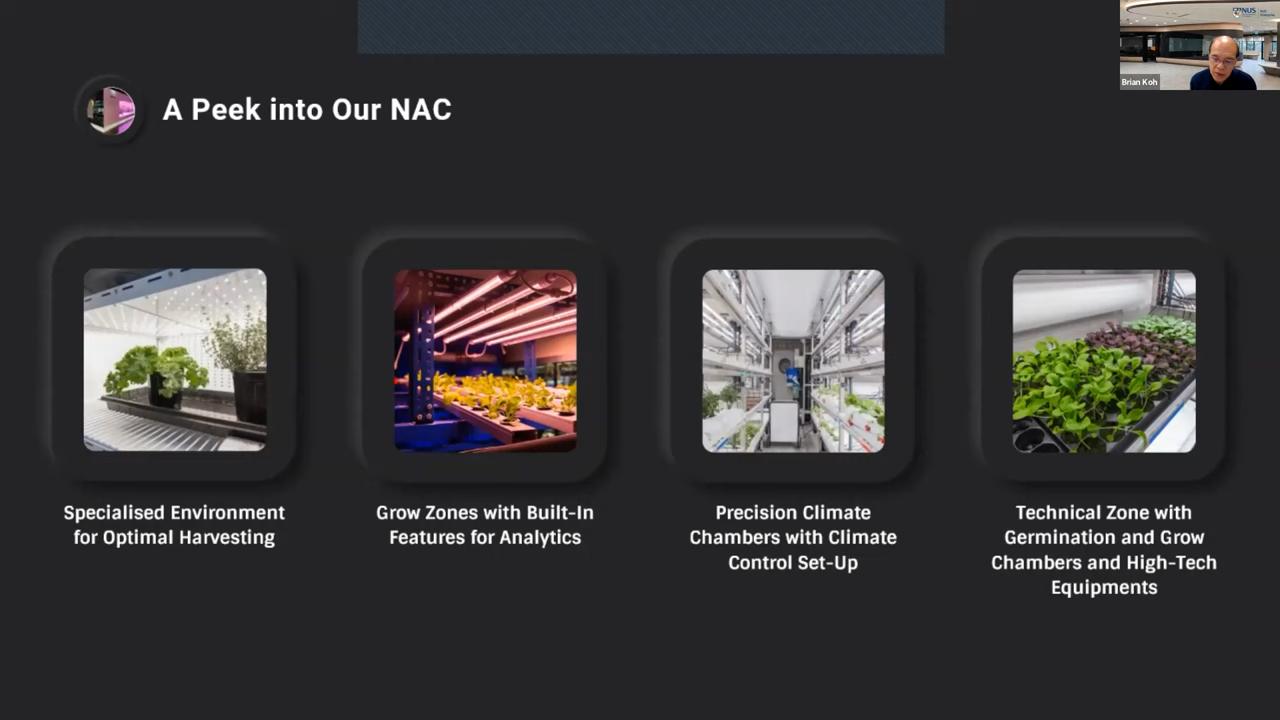 NUS
Brian Koh
A Peek into Our NAC
Specialised Environment
for Optimal Harvesting
Grow Zones with Built-In
Features for Analytics
Precision Climate
Chambers with Climate
Control Set-Up
Technical Zone with
Germination and Grow
Chambers and High-Tech
Equipments